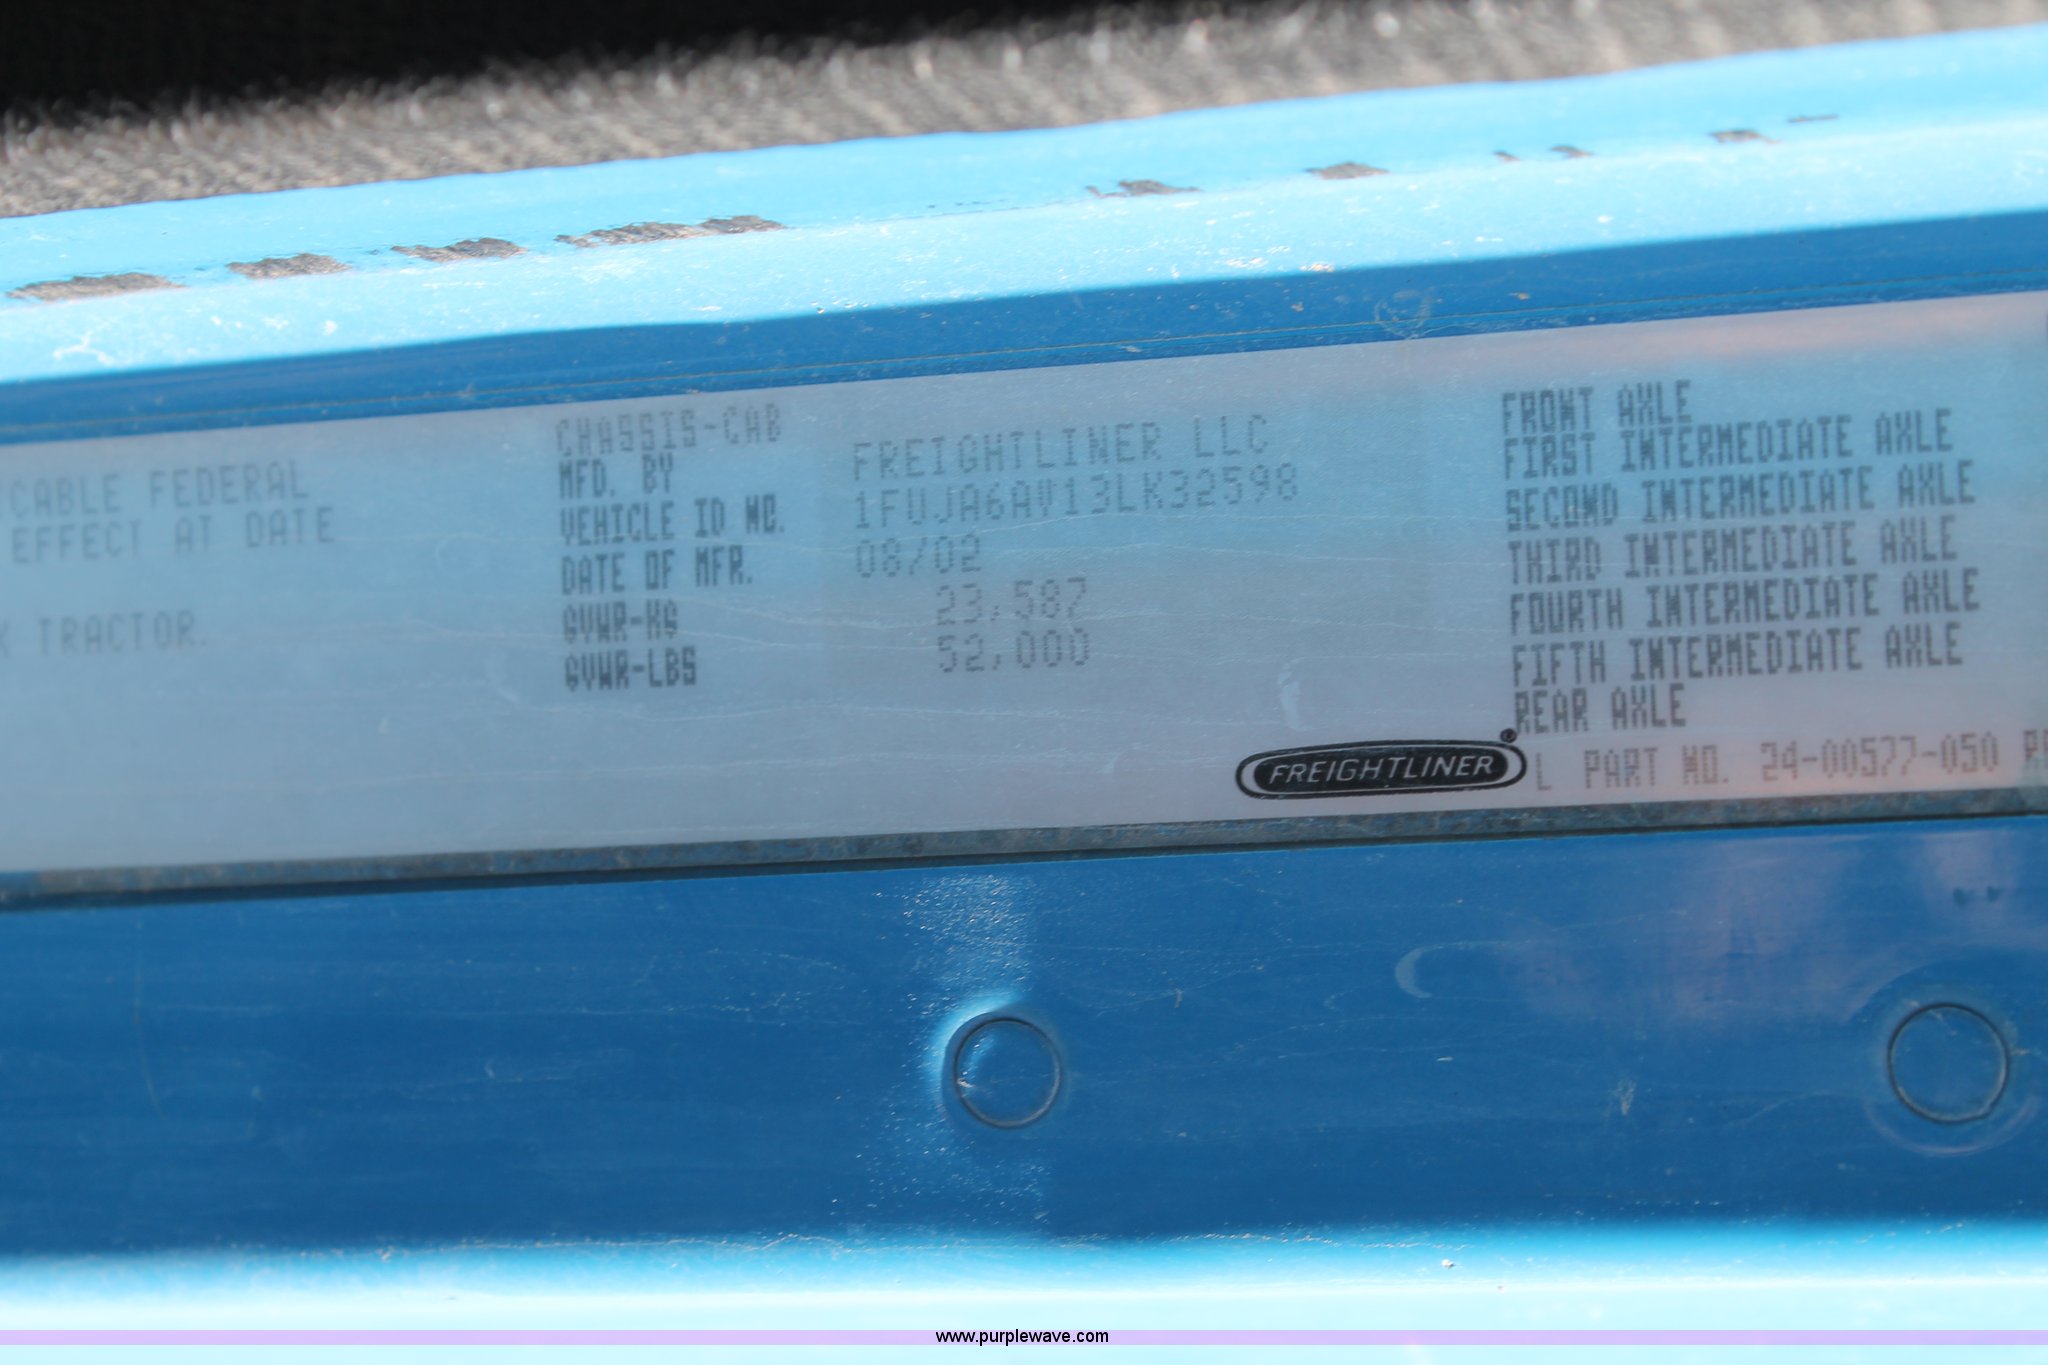 CABLE FEDERAL
EFFECT AT DATE
TRACTOR.
CHASSIS-CAB
MFD. BY FREIGHTLINER LLC
VEHICLE ID NO. 1FUJA6AV13LK32598
DATE OF MFR. 08/02
GVWR-KG 23,587
GVWR-LBS 52,000
FRONT AXLE
FIRST INTERMEDIATE AXLE
SECOND INTERMEDIATE AXLE
THIRD INTERMEDIATE AXLE
FOURTH INTERMEDIATE AXLE
FIFTH INTERMEDIATE AXLE
REAR AXLE
FREIGHTLINER®
L PART NO. 24-00577-050
www.purplewave.com